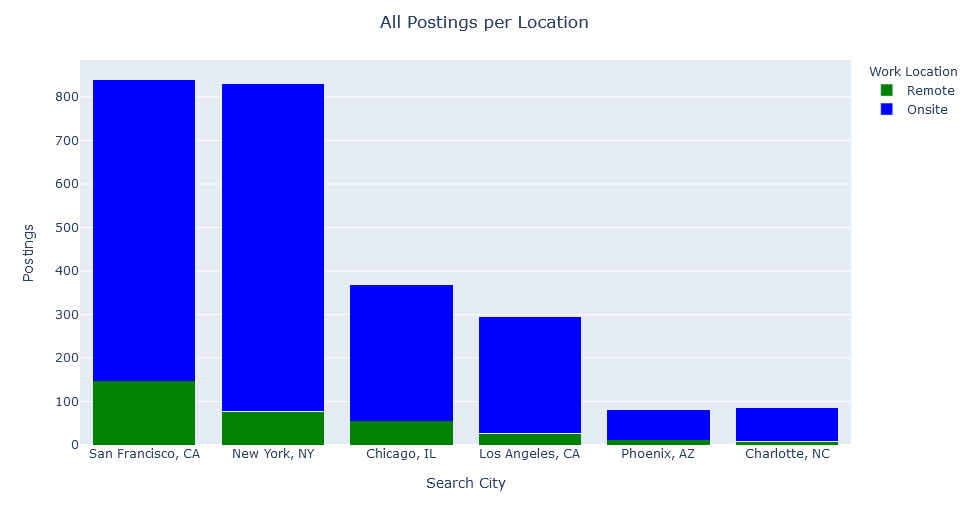 All Postings per Location
Work Location
Remote
Onsite
Postings
800
700
600
500
400
300
200
100
0
San Francisco, CA
New York, NY
Chicago, IL
Los Angeles, CA
Phoenix, AZ
Charlotte, NC
Search City